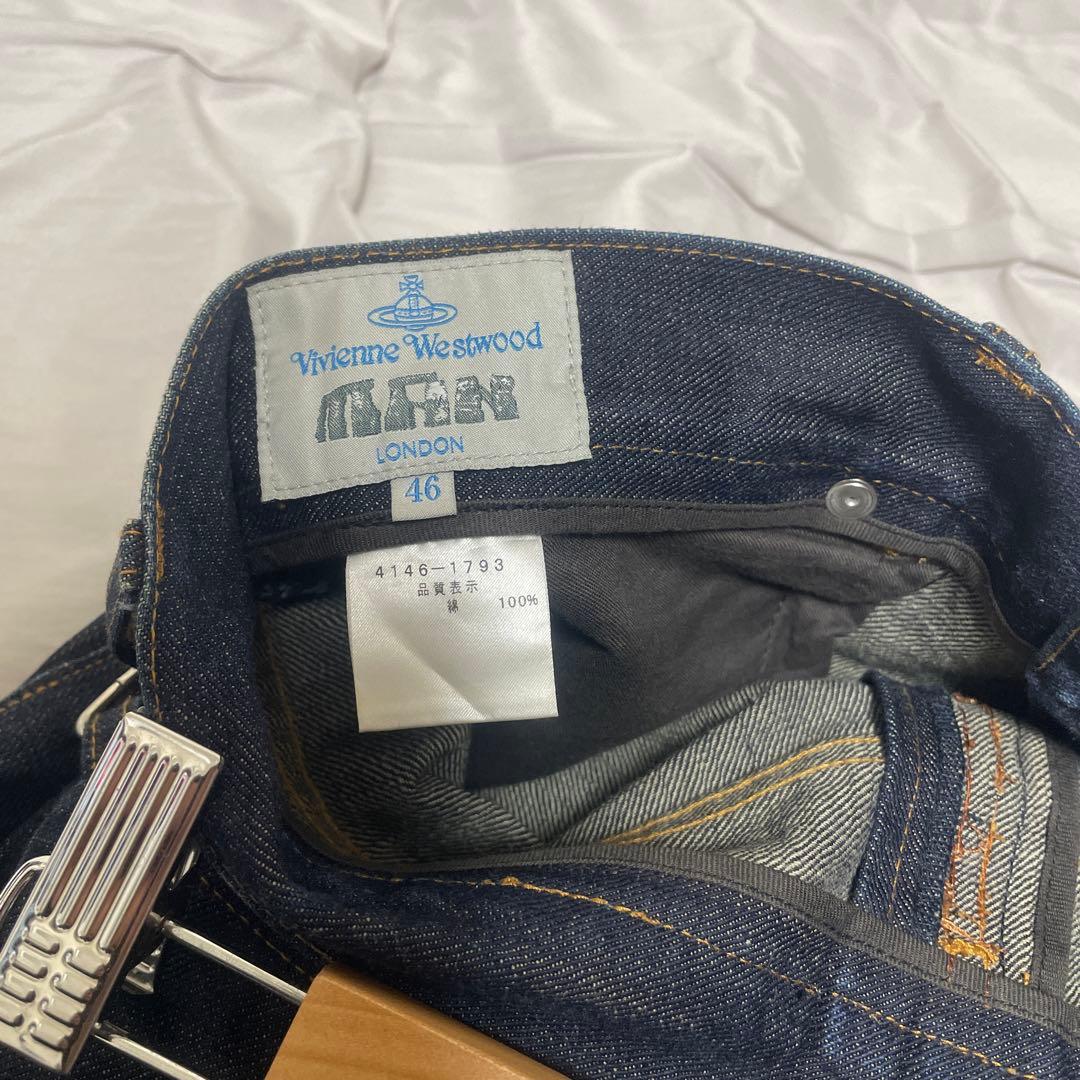 Vivienne Westwood
MAN
LONDON
46
4146-1793
品質表示
綿 100%